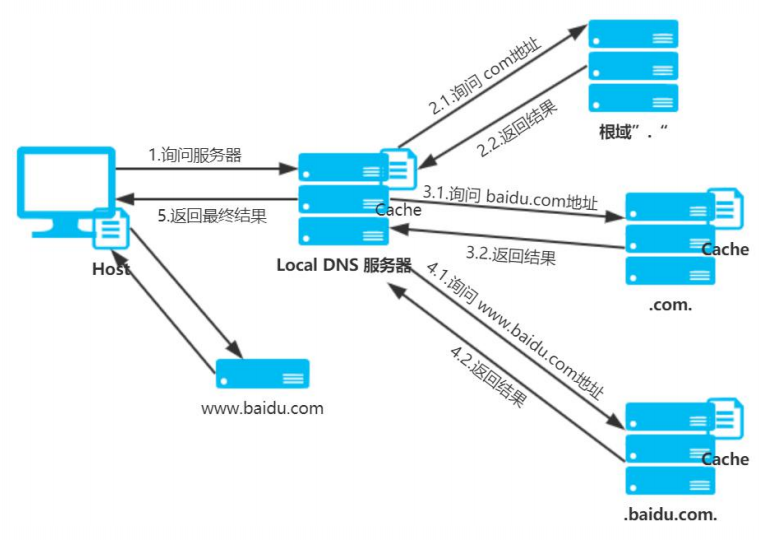 2.1.询问 com地址
2.2.返回结果
根域”. “
1.询问服务器
Cache
3.1.询问 baidu.com地址
5.返回最终结果
3.2.返回结果
Cache
Host
Local DNS 服务器
.com.
4.1.询问 www.baidu.com地址
4.2.返回结果
www.baidu.com
Cache
.baidu.com.